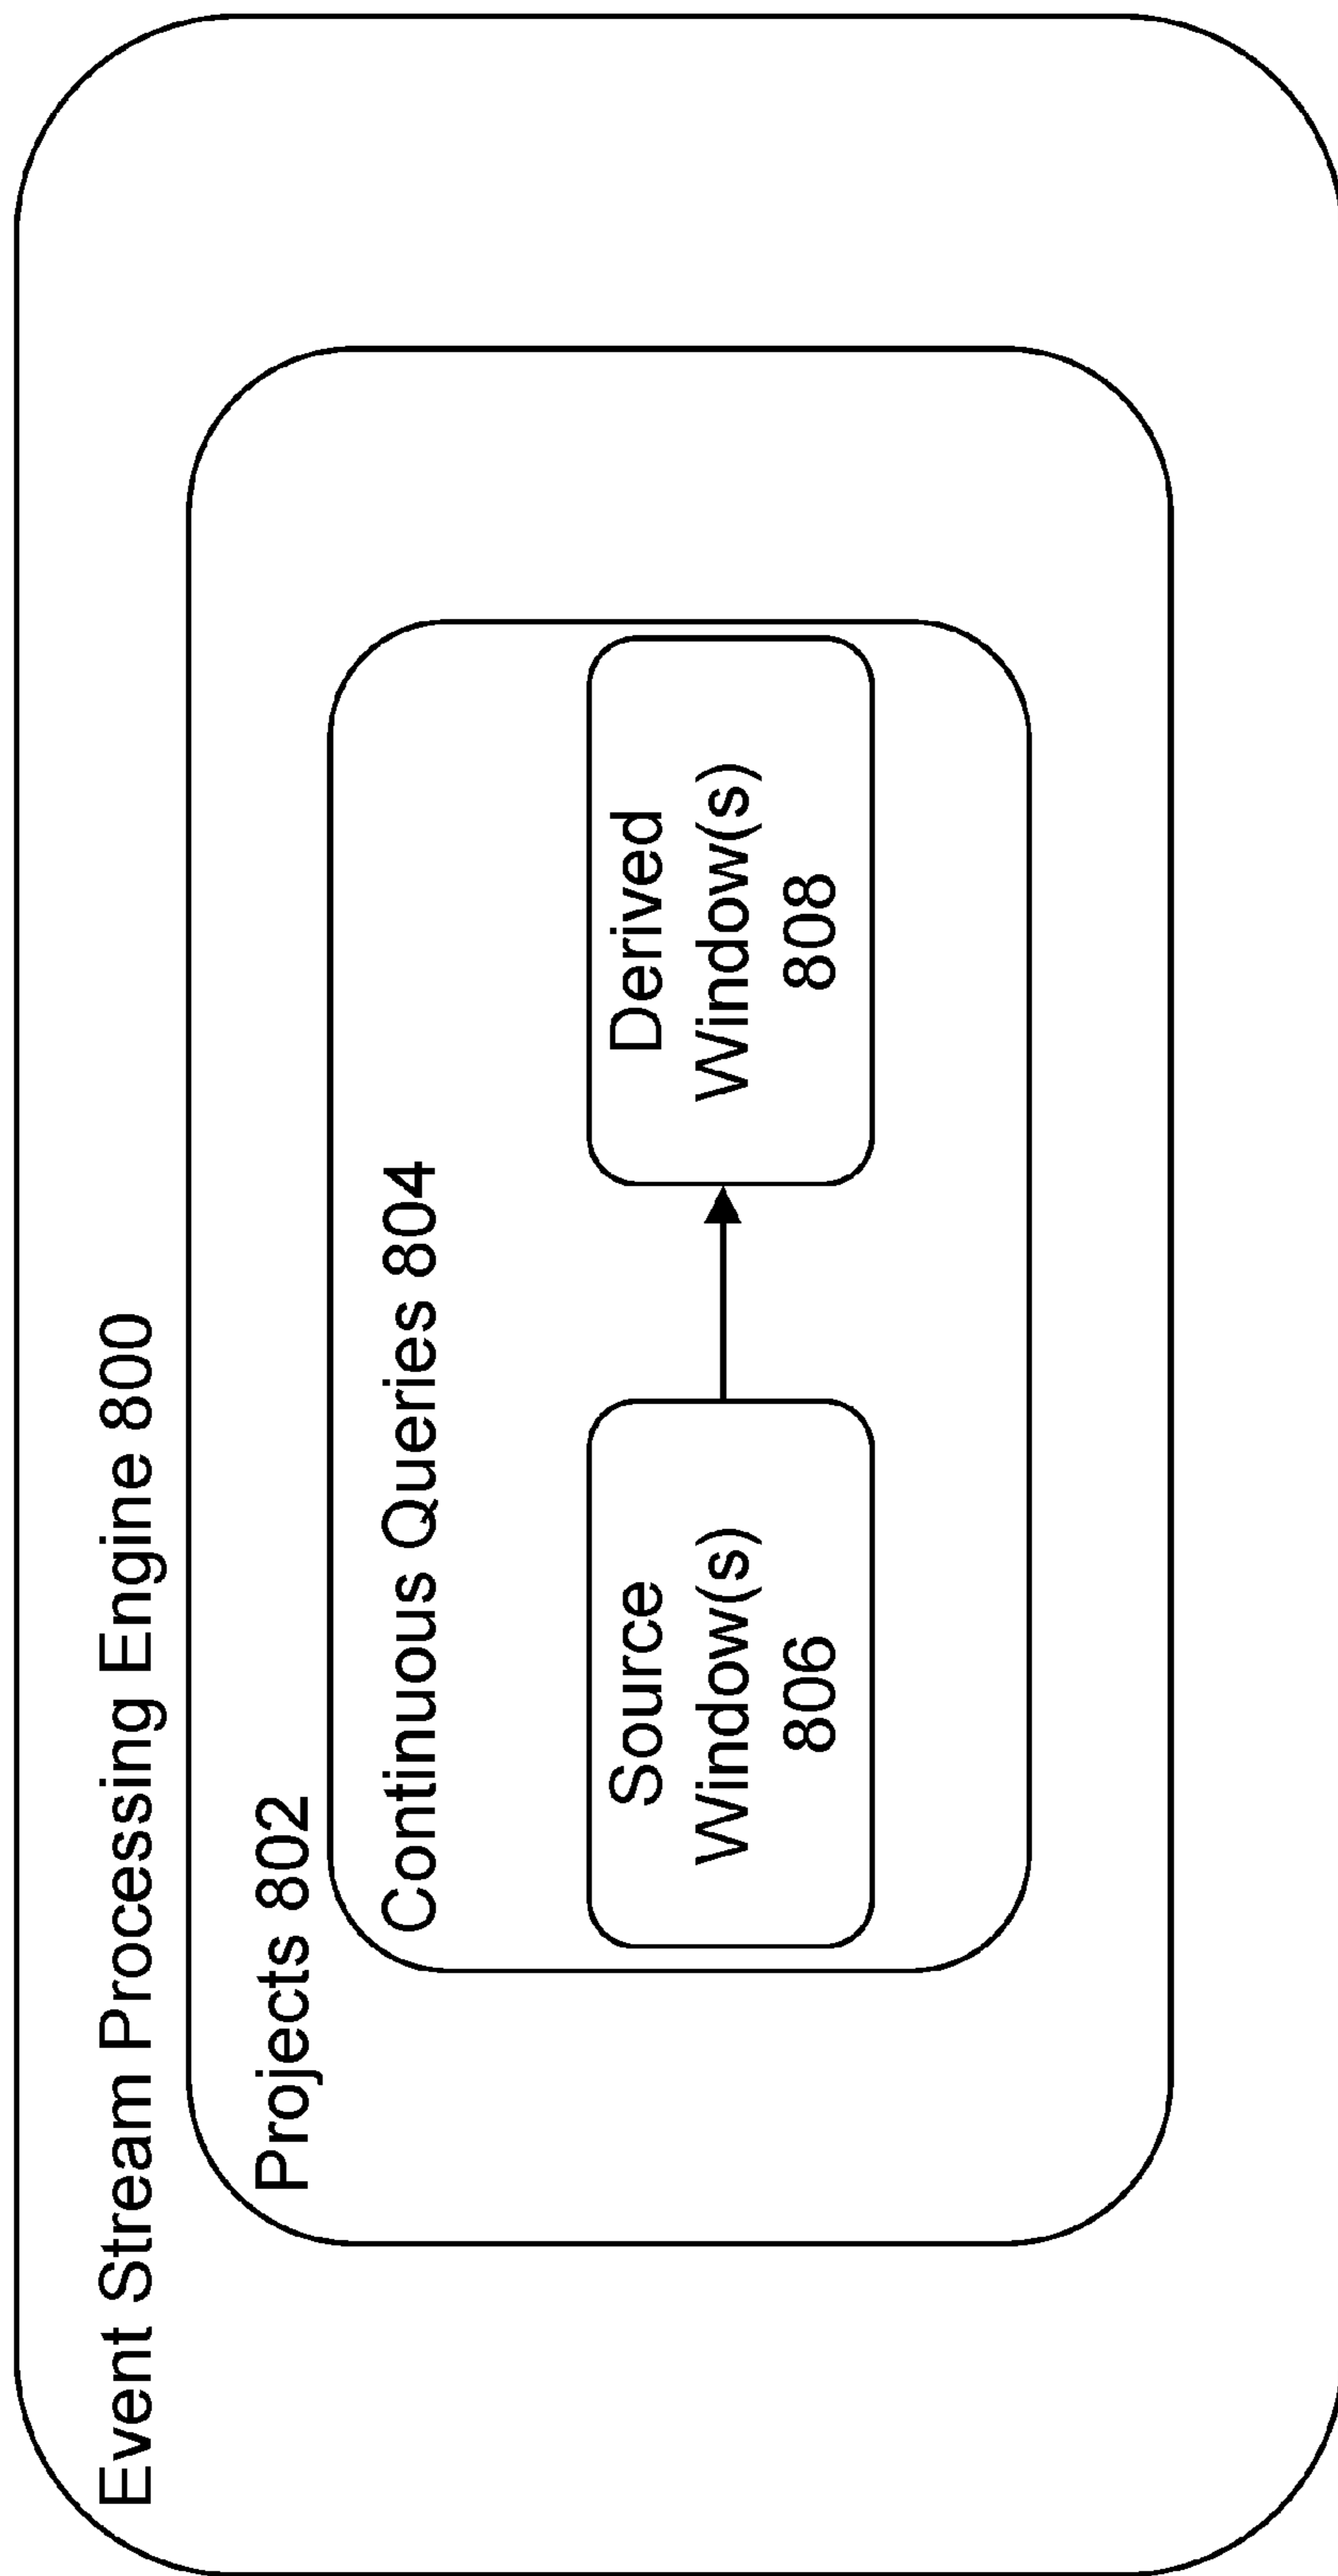 Event Stream Processing Engine 800
Projects 802
Continuous Queries 804
Source
Window(s)
806
Derived
Window(s)
808